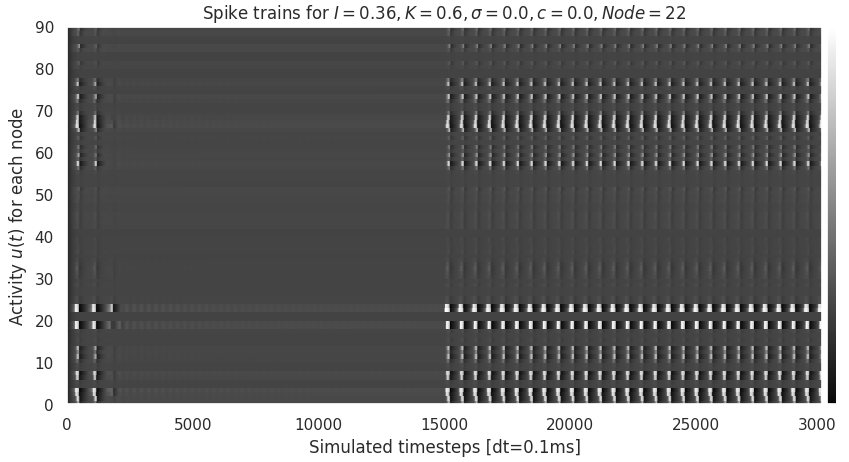 Spike trains for I = 0.36, K = 0.6, σ = 0.0, c = 0.0, Node = 22
90
80
70
60
50
40
30
20
10
0
Activity u(t) for each node
0 5000 10000 15000 20000 25000 3000
Simulated timesteps [dt=0.1ms]